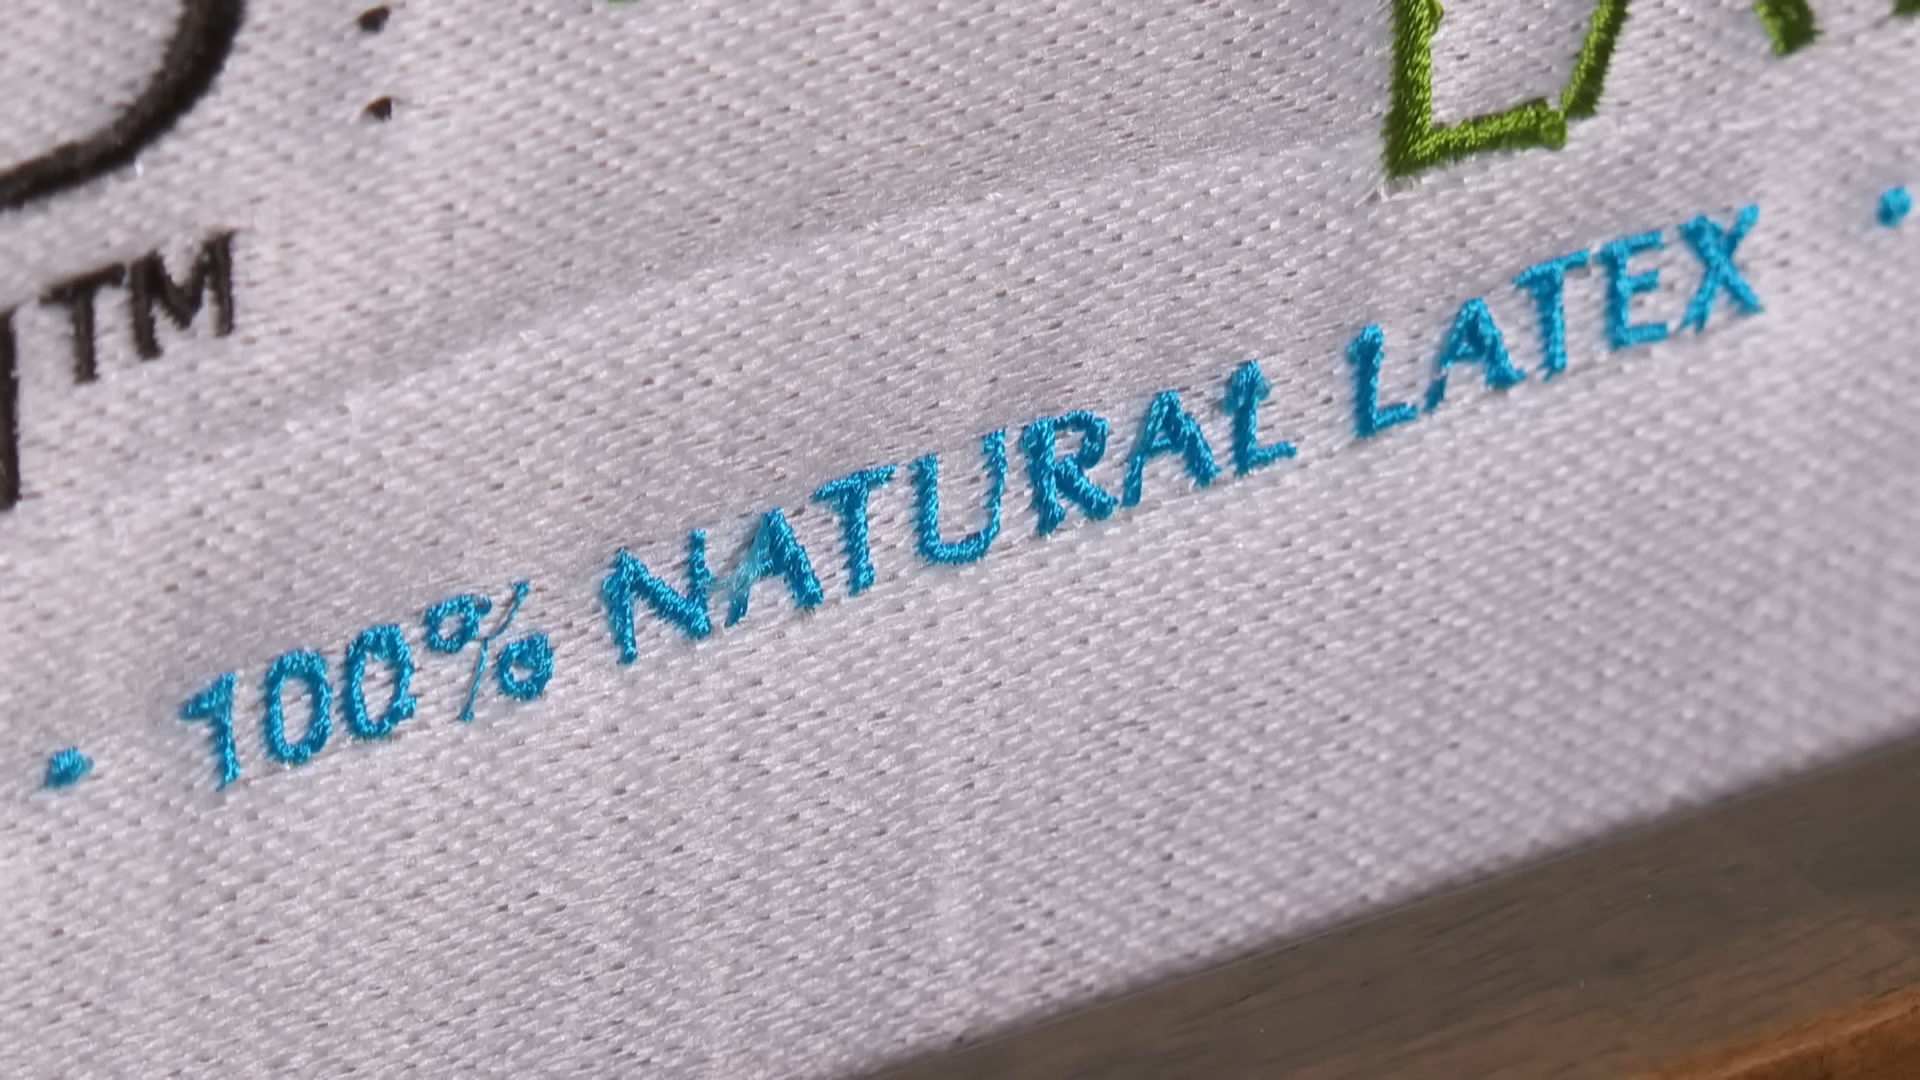 TM
• 100% NATURAL LATEX •